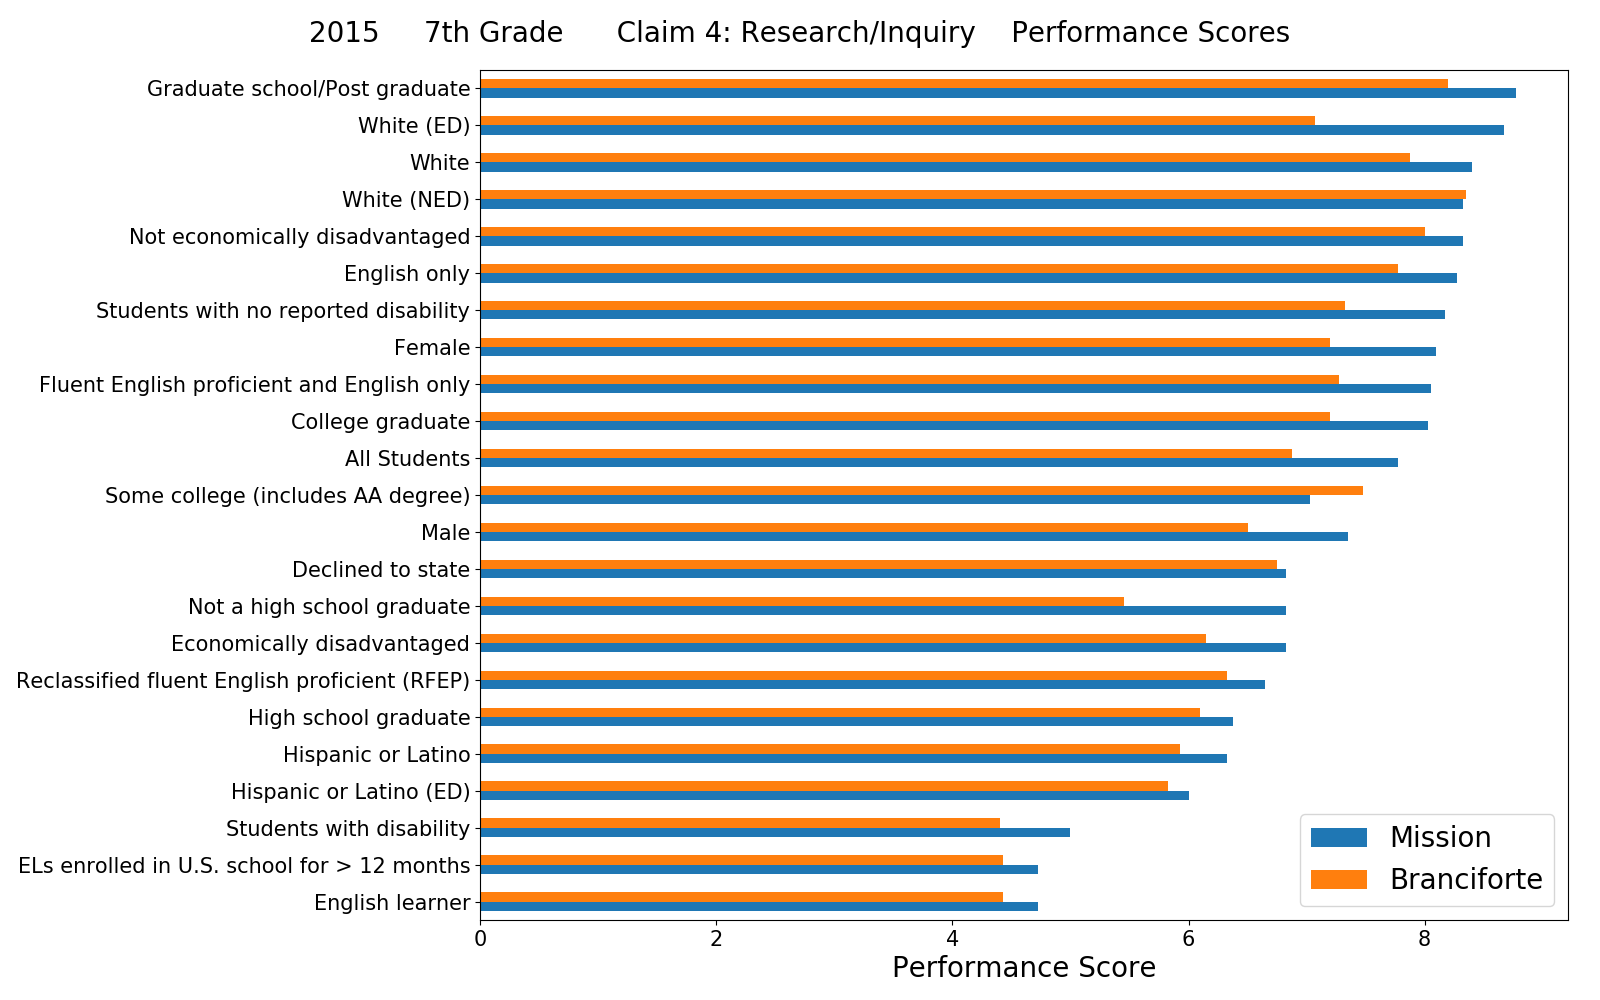 2015 7th Grade Claim 4: Research/Inquiry Performance Scores
Graduate school/Post graduate
White (ED)
White
White (NED)
Not economically disadvantaged
English only
Students with no reported disability
Female
Fluent English proficient and English only
College graduate
All Students
Some college (includes AA degree)
Male
Declined to state
Not a high school graduate
Economically disadvantaged
Reclassified fluent English proficient (RFEP)
High school graduate
Hispanic or Latino
Hispanic or Latino (ED)
Students with disability
ELs enrolled in U.S. school for > 12 months
English learner
Mission
Branciforte
0 2 4 6 8
Performance Score